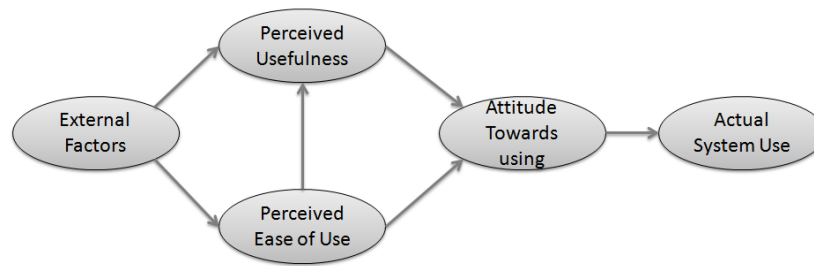 Perceived
Usefulness
External
Factors
Attitude
Towards
using
Actual
System Use
Perceived
Ease of Use